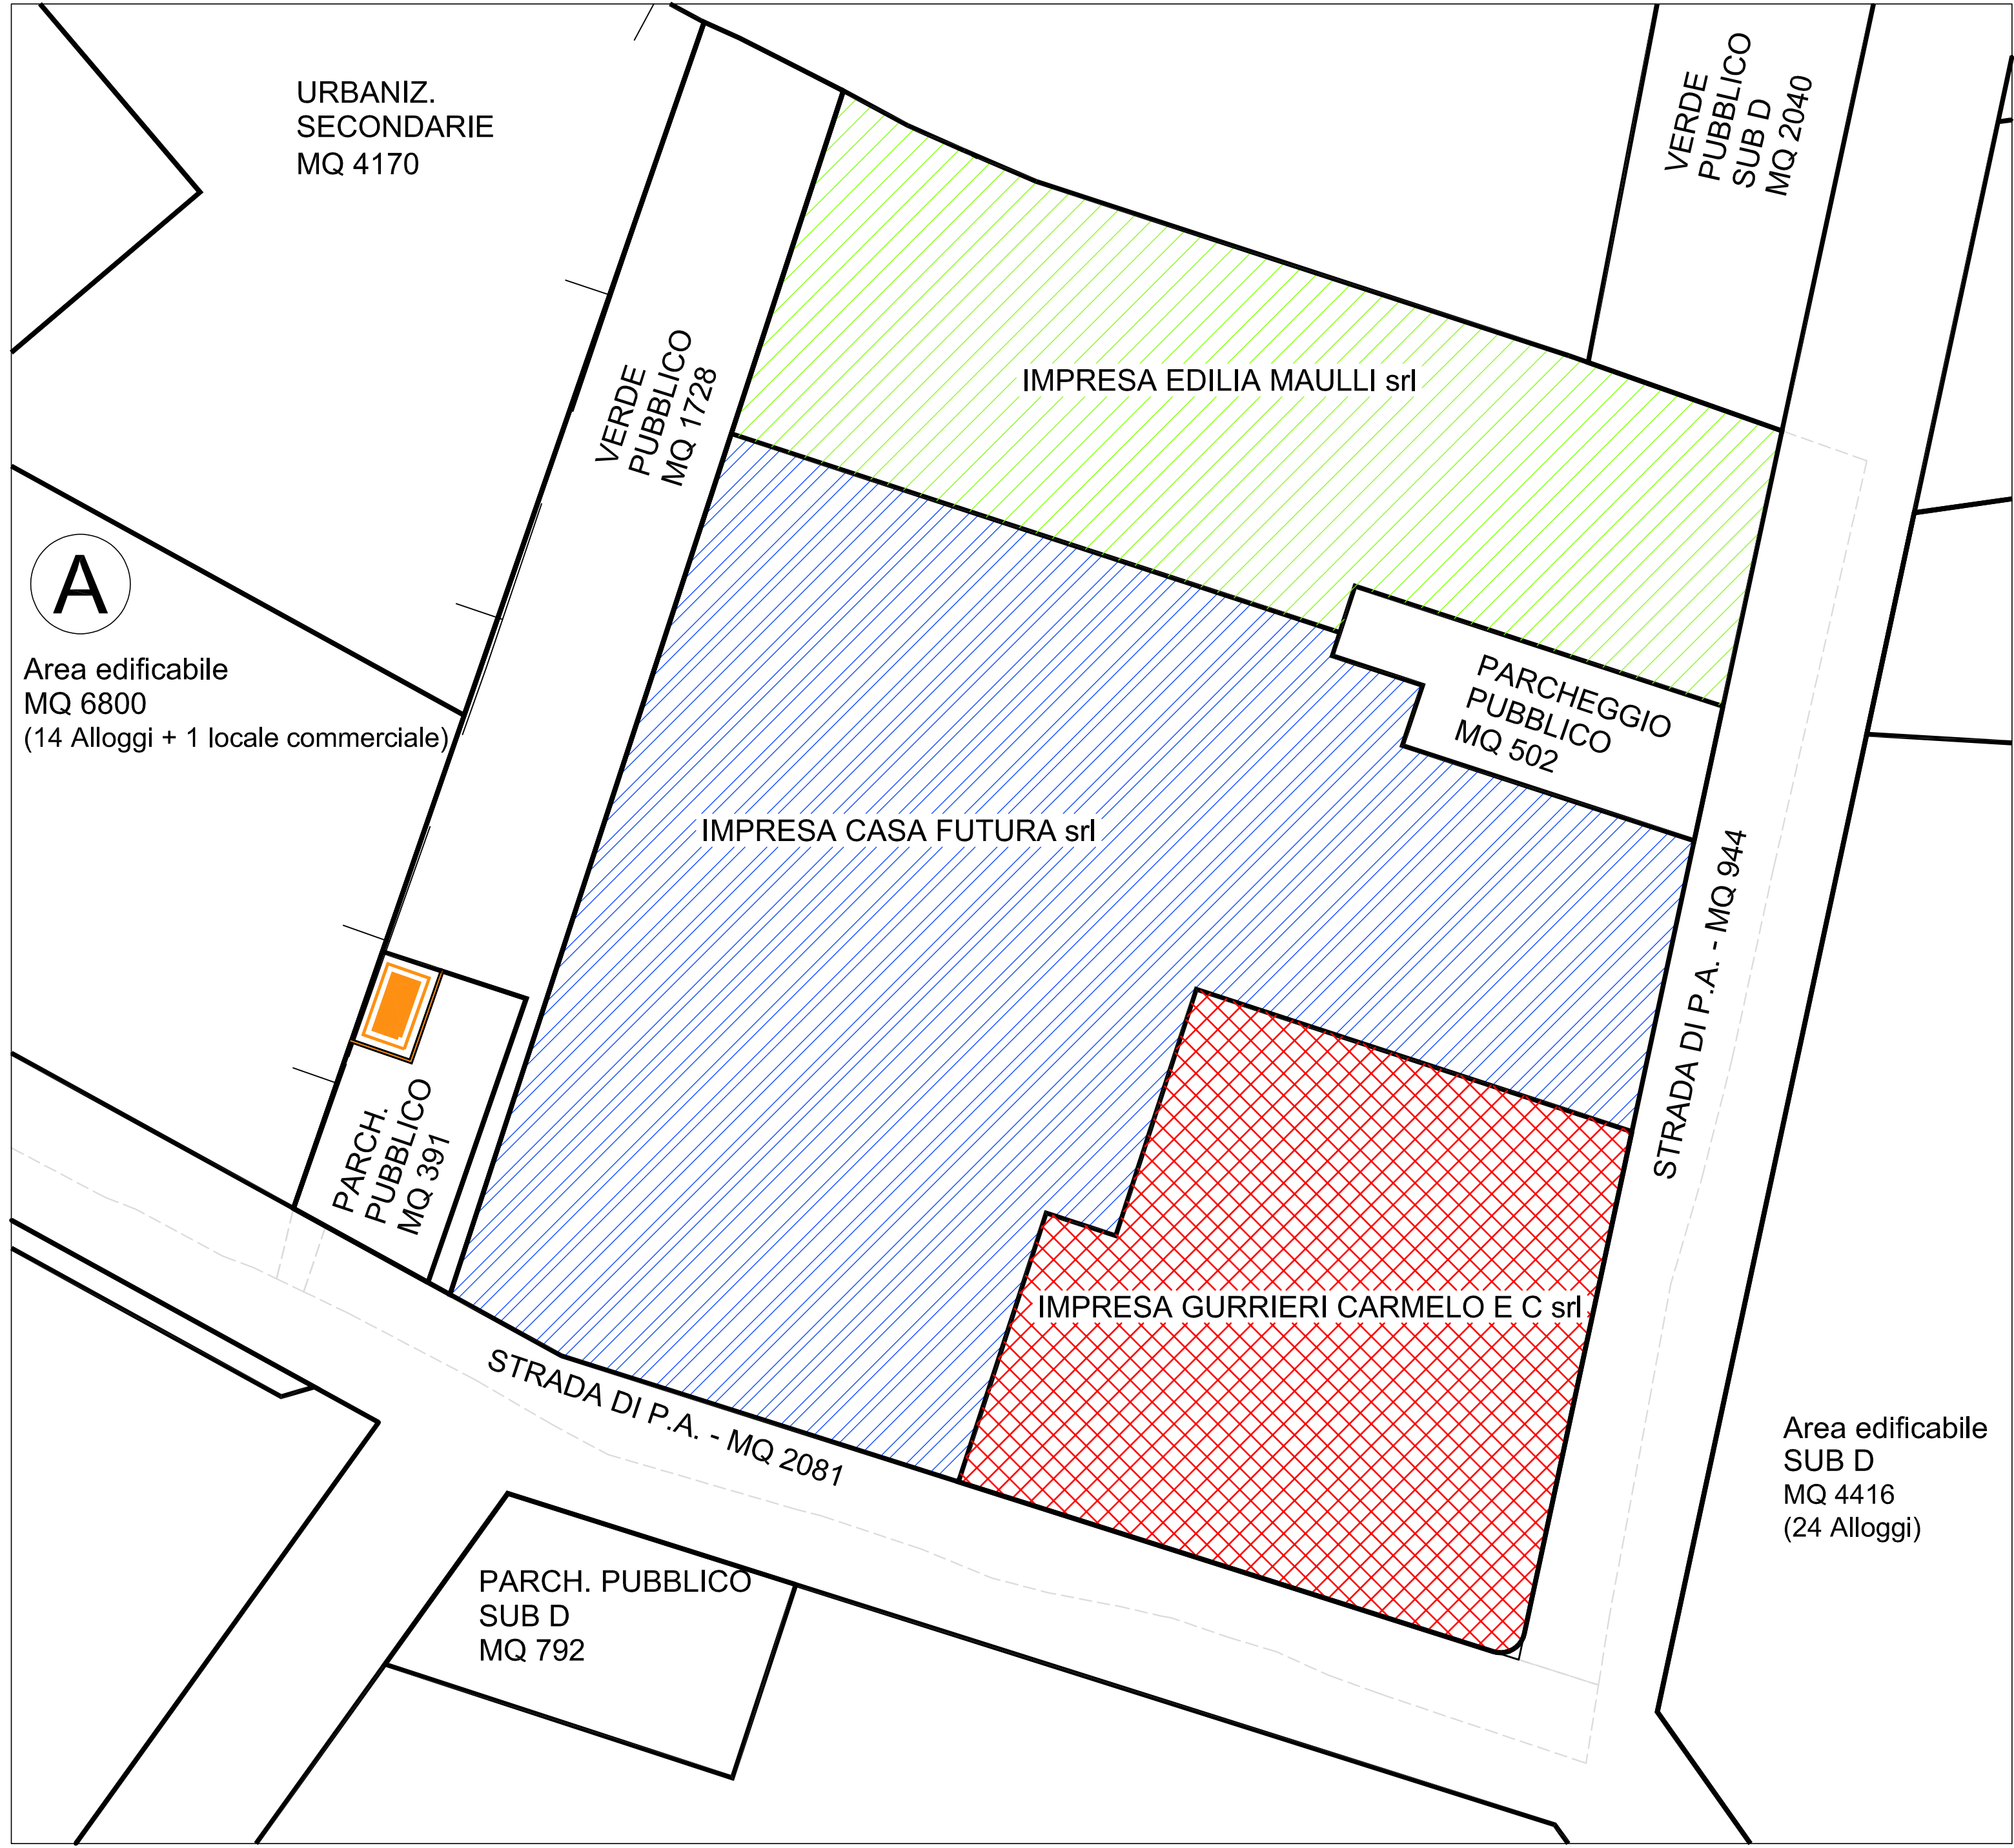 URBANIZ.
SECONDARIE
MQ 4170
VERDE
PUBBLICO
SUB D
MQ 2040
VERDE
PUBBLICO
MQ 1728
IMPRESA EDILIA MAULLI srl
A
Area edificabile
MQ 6800
(14 Alloggi + 1 locale commerciale)
PARCHEGGIO
PUBBLICO
MQ 502
IMPRESA CASA FUTURA srl
STRADA DI P.A. - MQ 944
PARCH.
PUBBLICO
MQ 391
IMPRESA GURRIERI CARMELO E C srl
STRADA DI P.A. - MQ 2081
Area edificabile
SUB D
MQ 4416
(24 Alloggi)
PARCH. PUBBLICO
SUB D
MQ 792